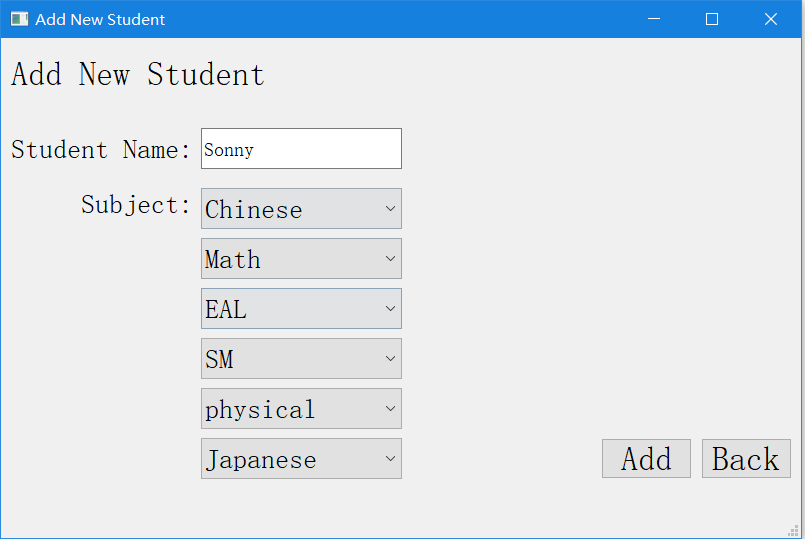 Add New Student
Add New Student
Student Name: Sonny
Subject: Chinese
Math
EAL
SM
physical
Japanese
Add Back